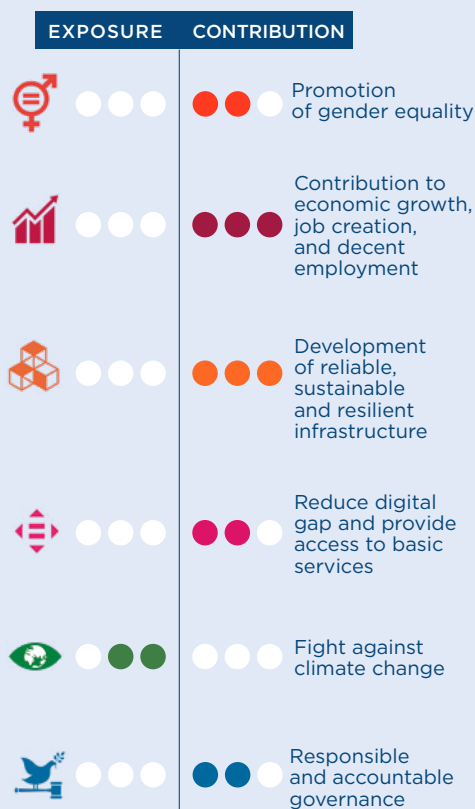 EXPOSURE CONTRIBUTION
Promotion
of gender equality
Contribution to
economic growth,
job creation,
and decent
employment
Development
of reliable,
sustainable
and resilient
infrastructure
Reduce digital
gap and provide
access to basic
services
Fight against
climate change
Responsible
and accountable
governance